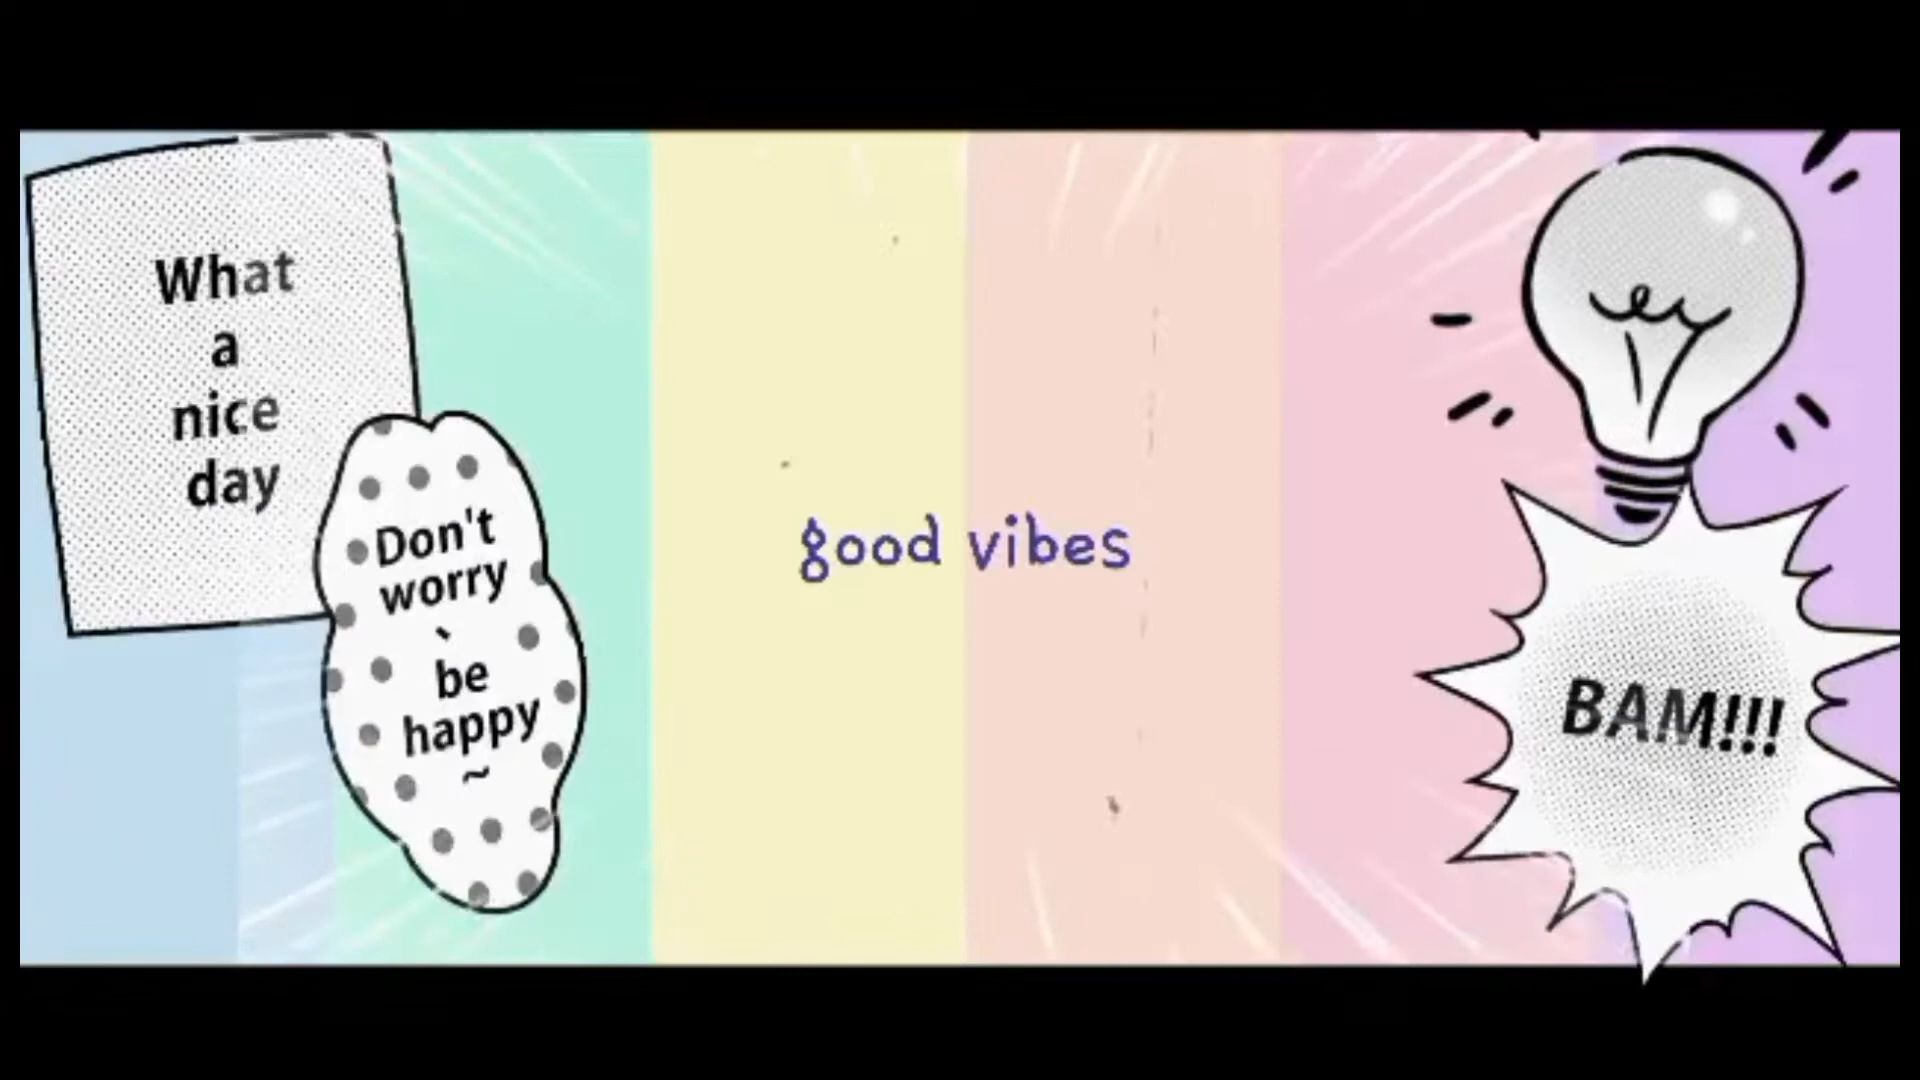 What
a
nice
day
Don't
worry
、
be
happy
~
good vibes
BAM!!!